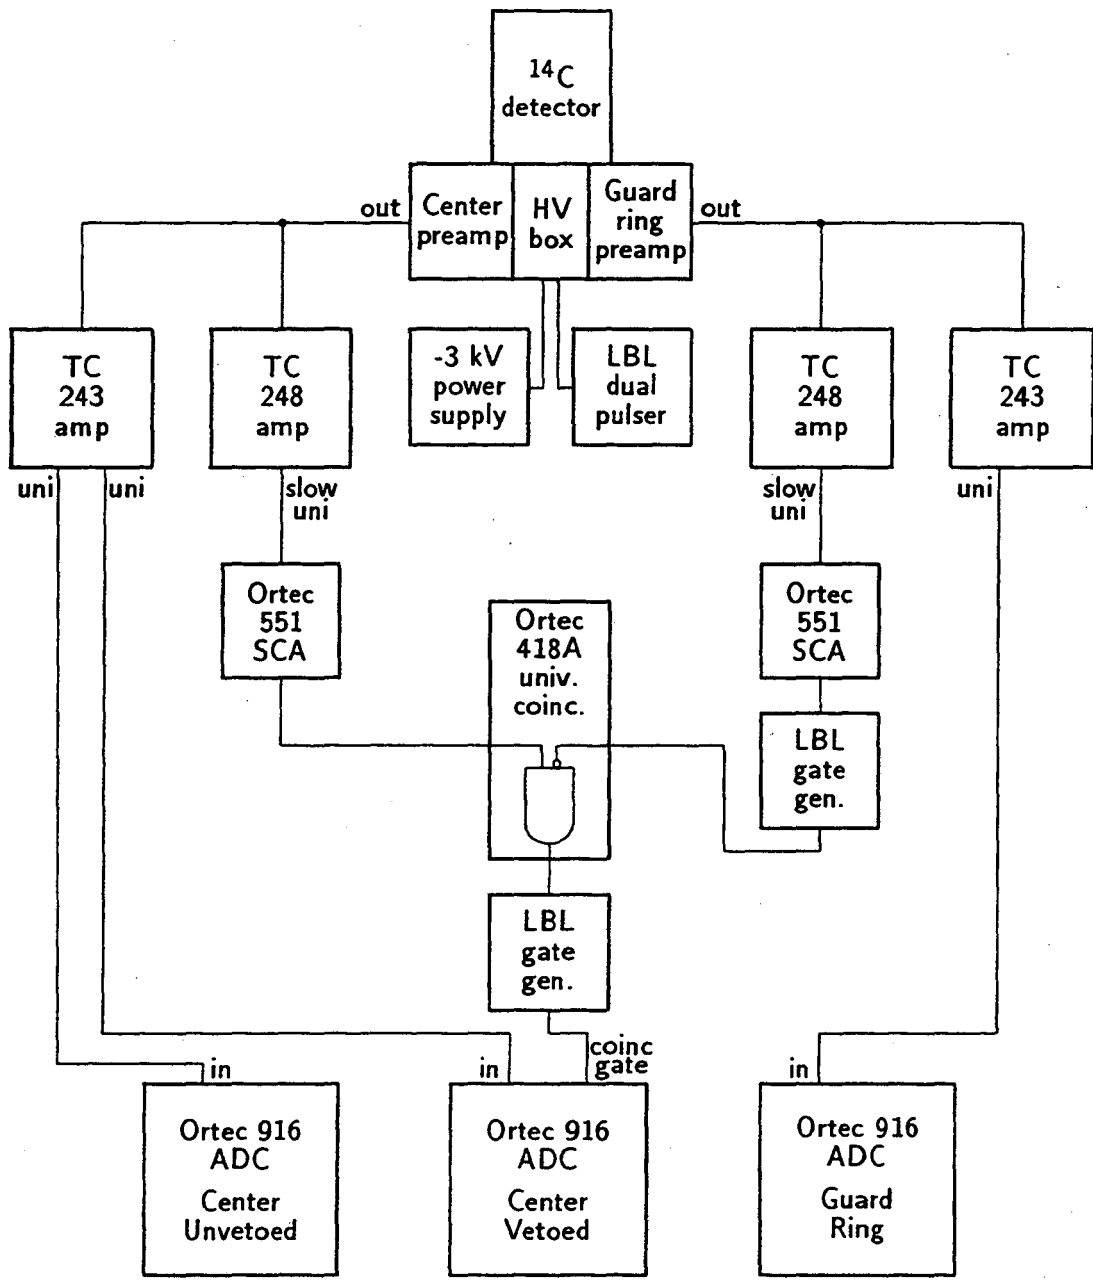 ¹⁴C
detector
out
Center
preamp
HV
box
Guard
ring
preamp
out
TC
243
amp
TC
248
amp
-3 kV
power
supply
LBL
dual
pulser
TC
248
amp
TC
243
amp
uni
uni
slow
uni
slow
uni
uni
Ortec
551
SCA
Ortec
418A
univ.
coinc.
Ortec
551
SCA
LBL
gate
gen.
LBL
gate
gen.
in
in
coinc
gate
in
Ortec 916
ADC
Center
Unvetoed
Ortec 916
ADC
Center
Vetoed
Ortec 916
ADC
Guard
Ring